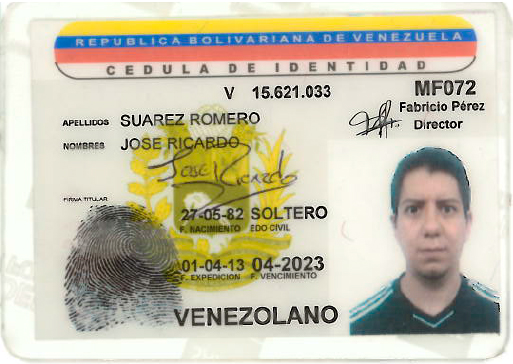 REPUBLICA BOLIVARIANA DE VENEZUELA
CEDULA DE IDENTIDAD
V 15.621.033
MF072
Fabricio Pérez
Director
APELLIDOS SUAREZ ROMERO
NOMBRES JOSE RICARDO
Jose Ricardo
FIRMA TITULAR
27-05-82 SOLTERO
F. NACIMIENTO EDO CIVIL
01-04-13 04-2023
F. EXPEDICION F. VENCIMIENTO
VENEZOLANO